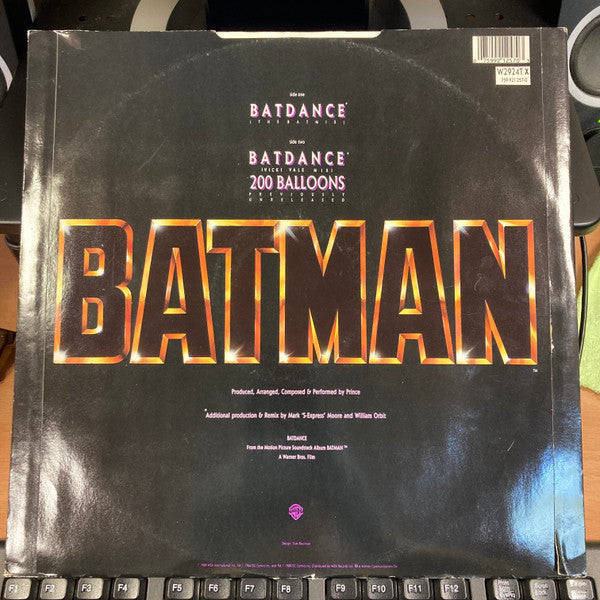 W2924T X
side one
BATDANCE
(THE BATMIX)
side two
BATDANCE
(VICKI VALE MIX)
200 BALLOONS
PREVIOUSLY
UNRELEASED
BATMAN
TM
Produced, Arranged, Composed & Performed by Prince
Additional production & Remix by Mark 'S-Express' Moore and William Orbit
BATDANCE
From the Motion Picture Soundtrack Album BATMAN™
A Warner Bros. Film
F1
F2
F3
F4
F5
F6
F7
F8
F9
F10
F11
F12